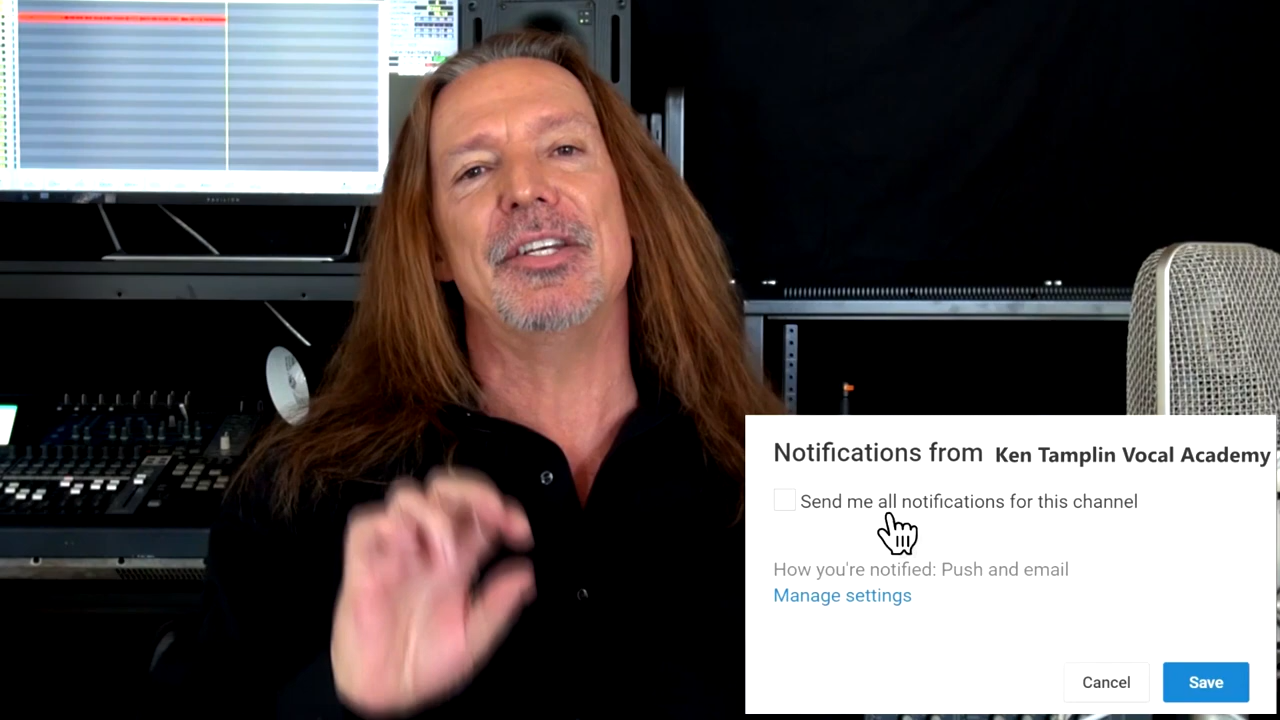 PAVILION
Notifications from Ken Tamplin Vocal Academy
Send me all notifications for this channel
How you're notified: Push and email
Manage settings
Cancel
Save